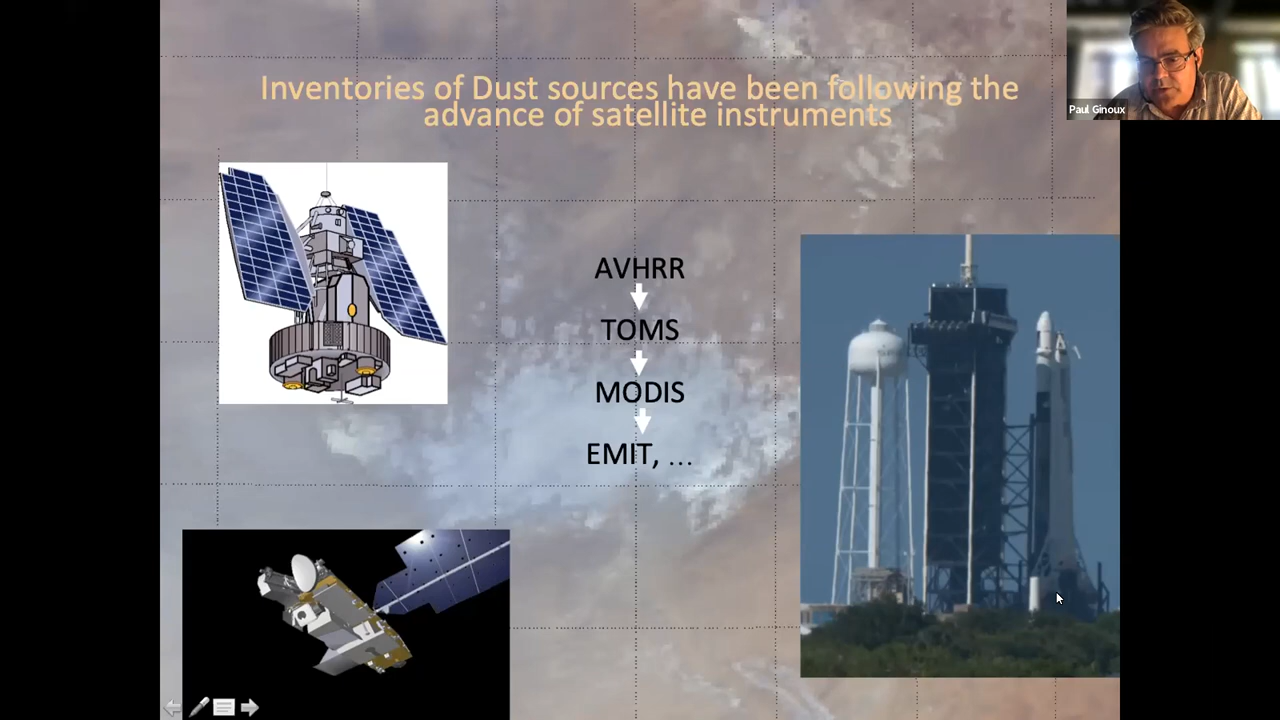 Inventories of Dust sources have been following the
advance of satellite instruments
Paul Ginoux
AVHRR
TOMS
MODIS
EMIT, ...